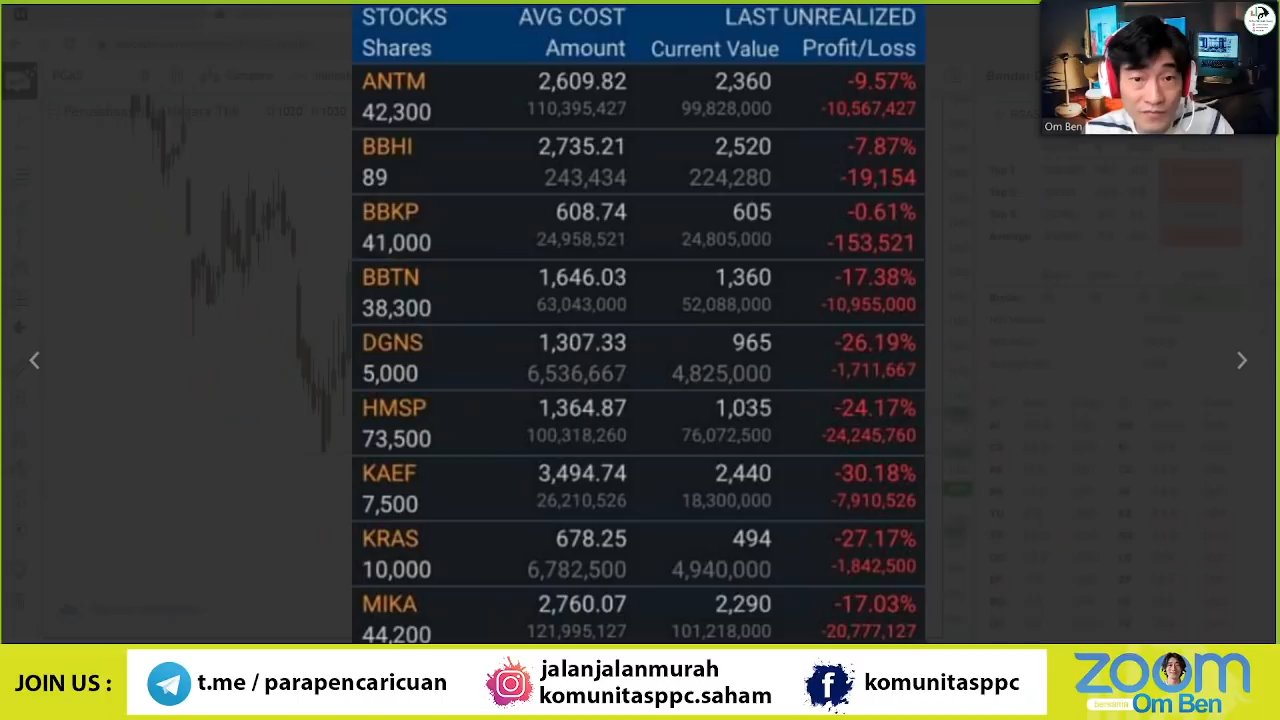 STOCKS AVG COST LAST UNREALIZED
Shares Amount Current Value Profit/Loss
ANTM 2,609.82 2,360 -9.57%
42,300 110,395,427 99,828,000 -10,567,427
BBHI 2,735.21 2,520 -7.87%
89 243,434 224,280 -19,154
BBKP 608.74 605 -0.61%
41,000 24,958,521 24,805,000 -153,521
BBTN 1,646.03 1,360 -17.38%
38,300 63,043,000 52,088,000 -10,955,000
DGNS 1,307.33 965 -26.19%
5,000 6,536,667 4,825,000 -1,711,667
HMSP 1,364.87 1,035 -24.17%
73,500 100,318,260 76,072,500 -24,245,760
KAEF 3,494.74 2,440 -30.18%
7,500 26,210,526 18,300,000 -7,910,526
KRAS 678.25 494 -27.17%
10,000 6,782,500 4,940,000 -1,842,500
MIKA 2,760.07 2,290 -17.03%
44,200 121,995,127 101,218,000 -20,777,127
Om Ben
JOIN US :
t.me / parapencaricuan
jalanjalanmurah
komunitasppc.saham
komunitasppc
zoom
bersama Om Ben